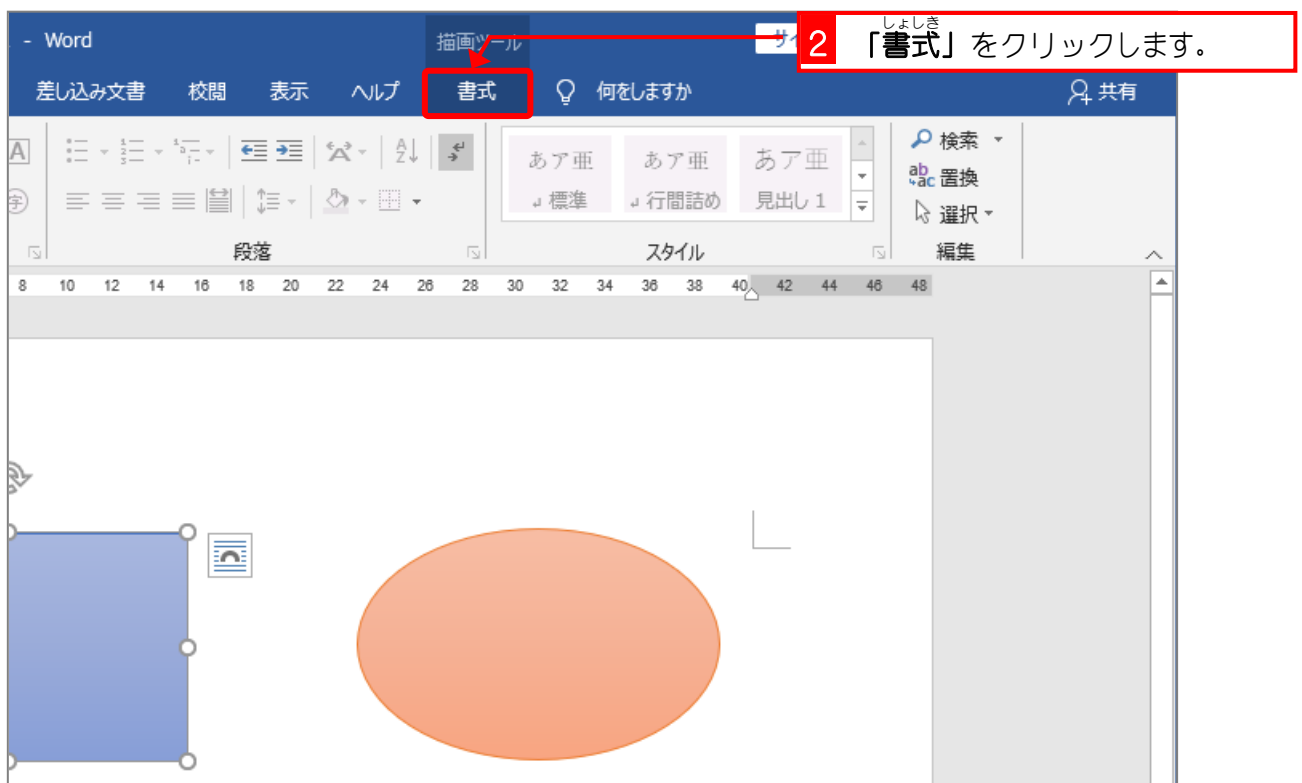 - Word
描画ツール
サイ
2
しょしき
「書式」をクリックします。
差し込み文書 校閲 表示 ヘルプ 書式 何をしますか 共有
A
字
A
Z
あア亜 あア亜 あア亜
標準 行間詰め 見出し 1
検索
ab
ac 置換
選択
段落 スタイル 編集
8 10 12 14 16 18 20 22 24 26 28 30 32 34 36 38 40 42 44 46 48